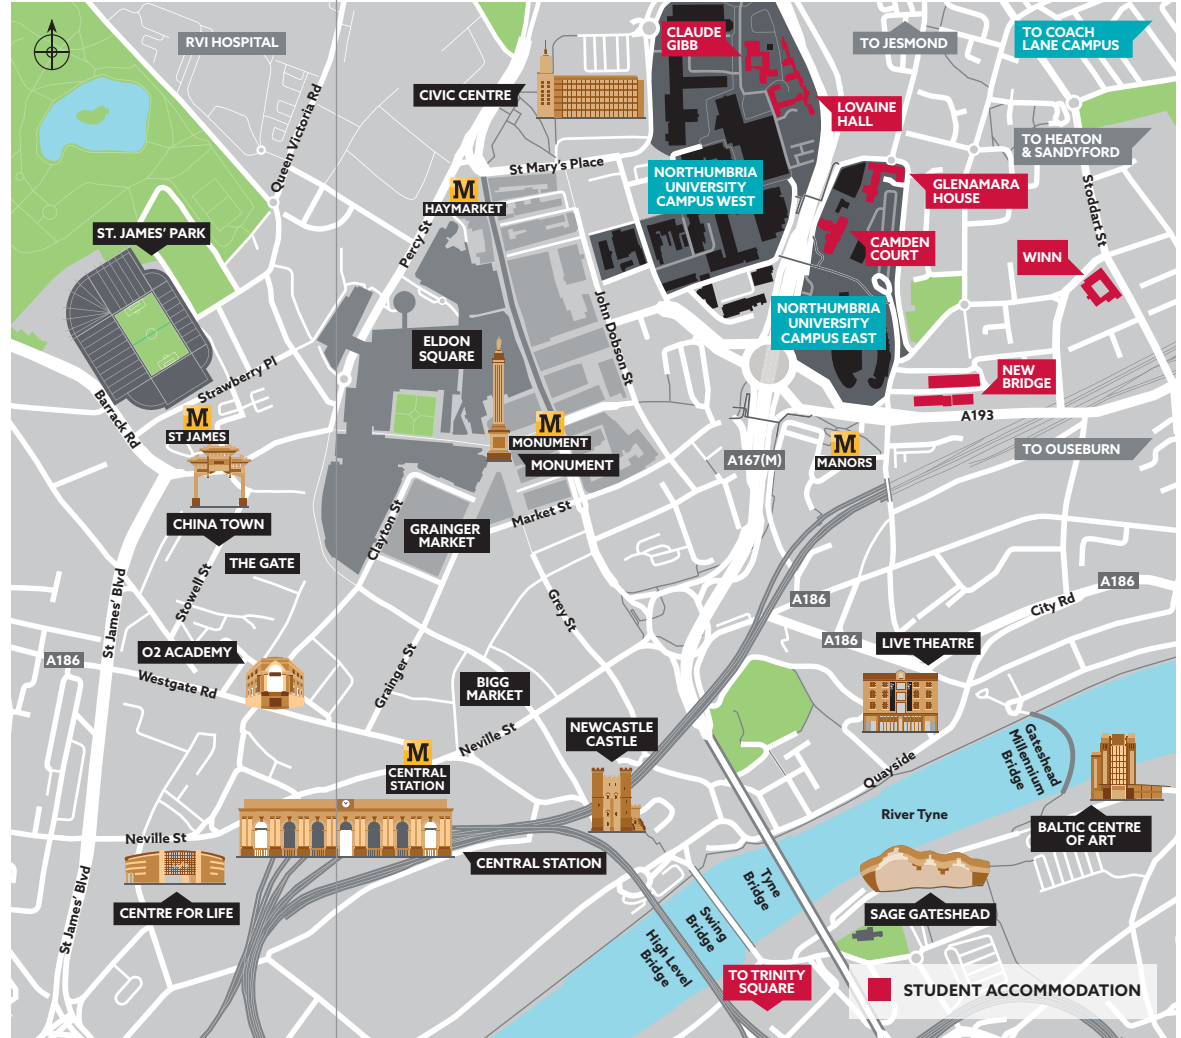 RVI HOSPITAL
CLAUDE
GIBB
TO JESMOND
TO COACH
LANE CAMPUS
CIVIC CENTRE
LOVAINE
HALL
Queen Victoria Rd
TO HEATON
& SANDYFORD
St Mary's Place
NORTHUMBRIA
UNIVERSITY
CAMPUS WEST
M
HAYMARKET
GLENAMARA
HOUSE
Stoddart St
ST. JAMES' PARK
Percy St
CAMDEN
COURT
WINN
NORTHUMBRIA
UNIVERSITY
CAMPUS EAST
John Dobson St
ELDON
SQUARE
Strawberry Pl
NEW
BRIDGE
Barrack Rd
M
ST JAMES
M
MONUMENT
MONUMENT
A193
A167(M)
M
MANORS
TO OUSEBURN
CHINA TOWN
Clayton St
GRAINGER
MARKET
Market St
THE GATE
Stowell St
St James' Blvd
Grey St
A186
A186
City Rd
A186
LIVE THEATRE
A186
O2 ACADEMY
Westgate Rd
Grainger St
BIGG
MARKET
Neville St
NEWCASTLE
CASTLE
M
CENTRAL
STATION
Quayside
Gateshead
Millennium
Bridge
River Tyne
BALTIC CENTRE
OF ART
Neville St
CENTRAL STATION
CENTRE FOR LIFE
St James' Blvd
Tyne
Bridge
Swing
Bridge
High Level
Bridge
SAGE GATESHEAD
TO TRINITY
SQUARE
STUDENT ACCOMMODATION